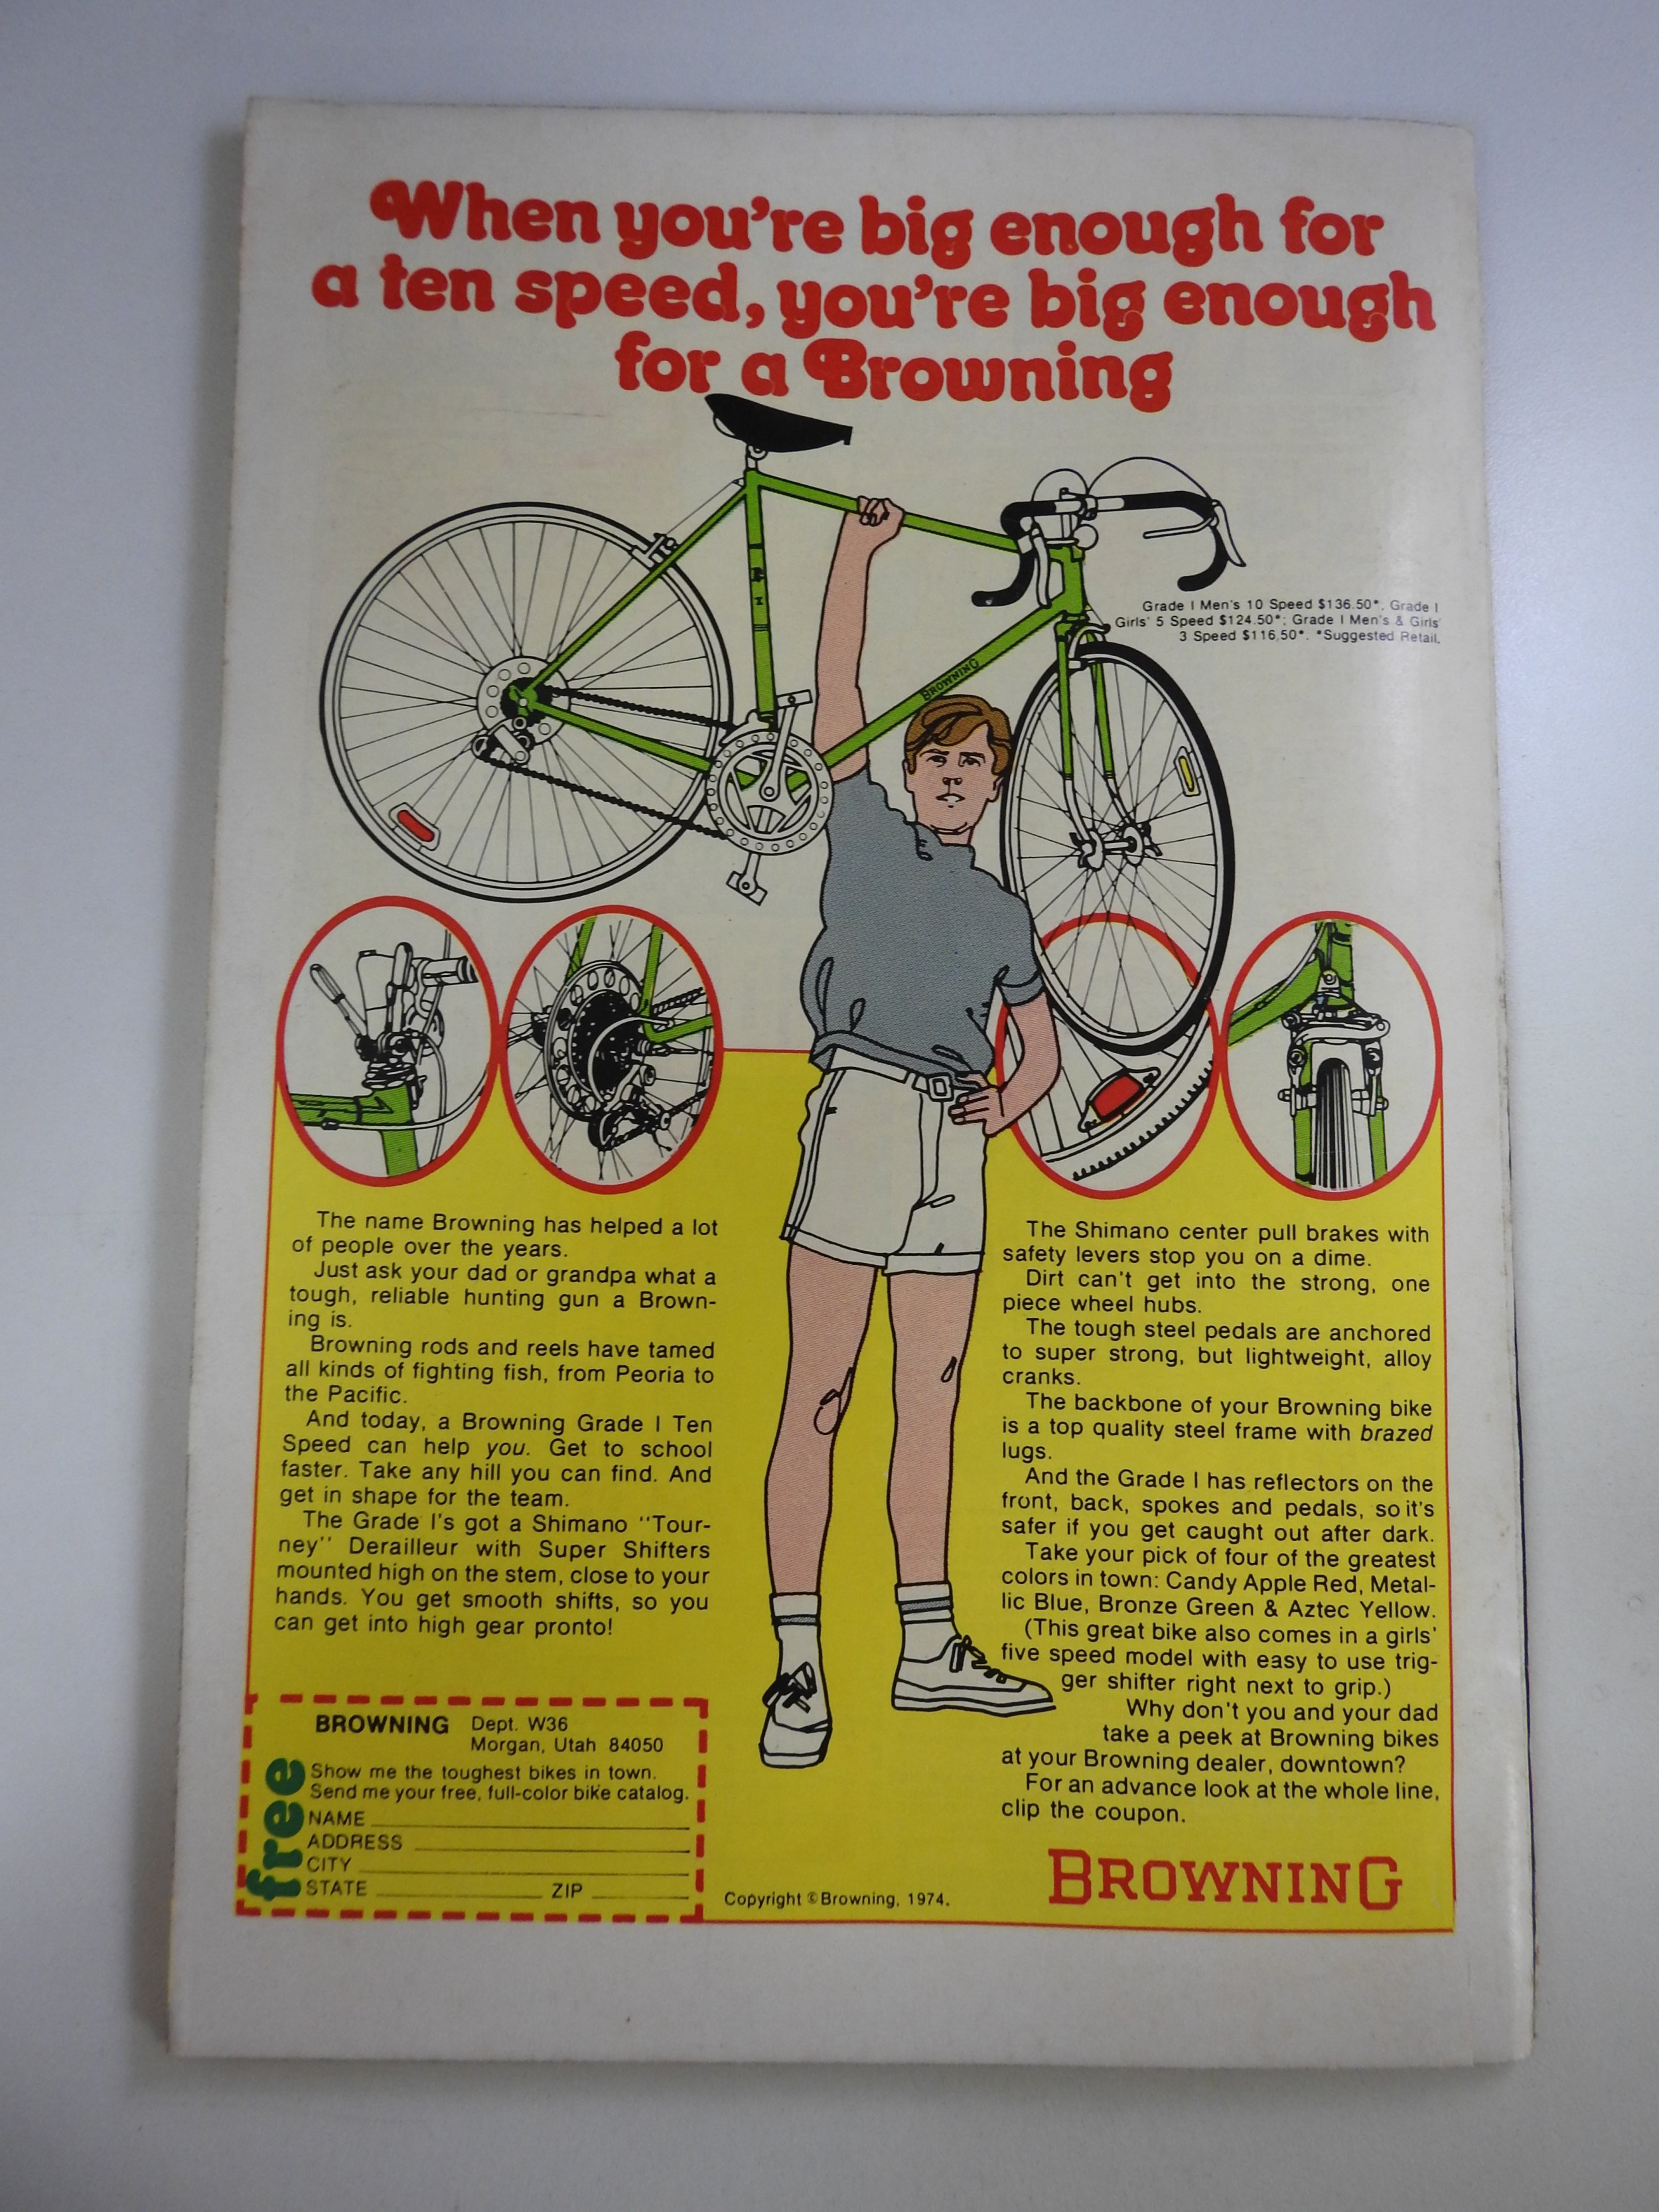 When you're big enough for
a ten speed, you're big enough
for a Browning
BROWNING
Grade I Men's 10 Speed $136.50*. Grade I
Girls' 5 Speed $124.50*; Grade I Men's & Girls'
3 Speed $116.50*. *Suggested Retail.
The name Browning has helped a lot
of people over the years.
Just ask your dad or grandpa what a
tough, reliable hunting gun a Brown-
ing is.
Browning rods and reels have tamed
all kinds of fighting fish, from Peoria to
the Pacific.
And today, a Browning Grade I Ten
Speed can help you. Get to school
faster. Take any hill you can find. And
get in shape for the team.
The Grade I's got a Shimano "Tour-
ney" Derailleur with Super Shifters
mounted high on the stem, close to your
hands. You get smooth shifts, so you
can get into high gear pronto!
The Shimano center pull brakes with
safety levers stop you on a dime.
Dirt can't get into the strong, one
piece wheel hubs.
The tough steel pedals are anchored
to super strong, but lightweight, alloy
cranks.
The backbone of your Browning bike
is a top quality steel frame with brazed
lugs.
And the Grade I has reflectors on the
front, back, spokes and pedals, so it's
safer if you get caught out after dark.
Take your pick of four of the greatest
colors in town: Candy Apple Red, Metal-
lic Blue, Bronze Green & Aztec Yellow.
(This great bike also comes in a girls'
five speed model with easy to use trig-
ger shifter right next to grip.)
Why don't you and your dad
take a peek at Browning bikes
at your Browning dealer, downtown?
For an advance look at the whole line,
clip the coupon.
BROWNING Dept. W36
Morgan, Utah 84050
free
Show me the toughest bikes in town.
Send me your free, full-color bike catalog.
NAME
ADDRESS
CITY
STATE ZIP
Copyright © Browning, 1974.
BROWNING